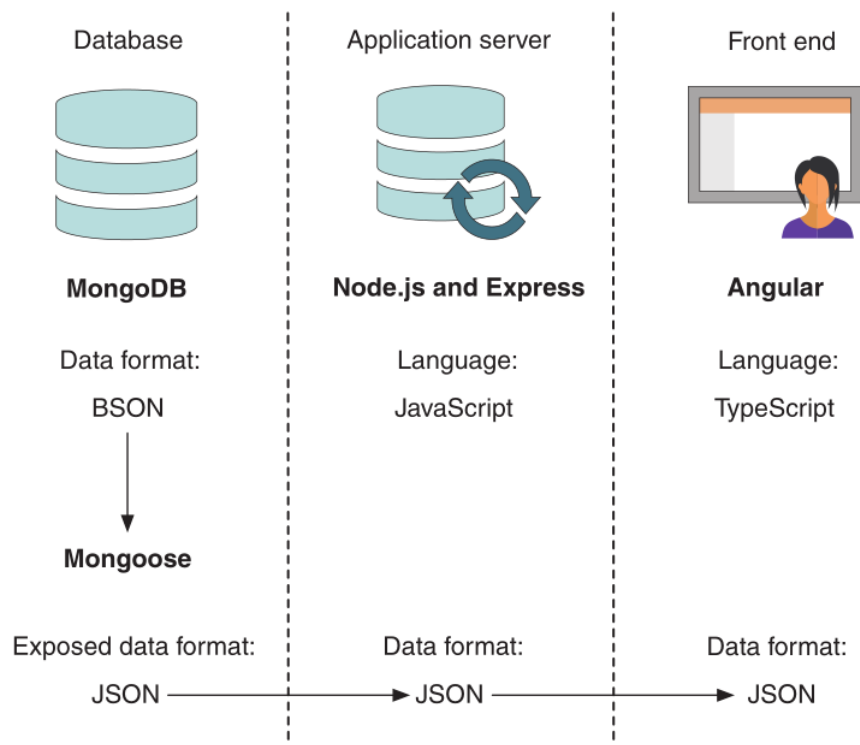 Database
MongoDB
Data format:
BSON
Mongoose
Exposed data format:
JSON
Application server
Node.js and Express
Language:
JavaScript
Data format:
JSON
Front end
Angular
Language:
TypeScript
Data format:
JSON